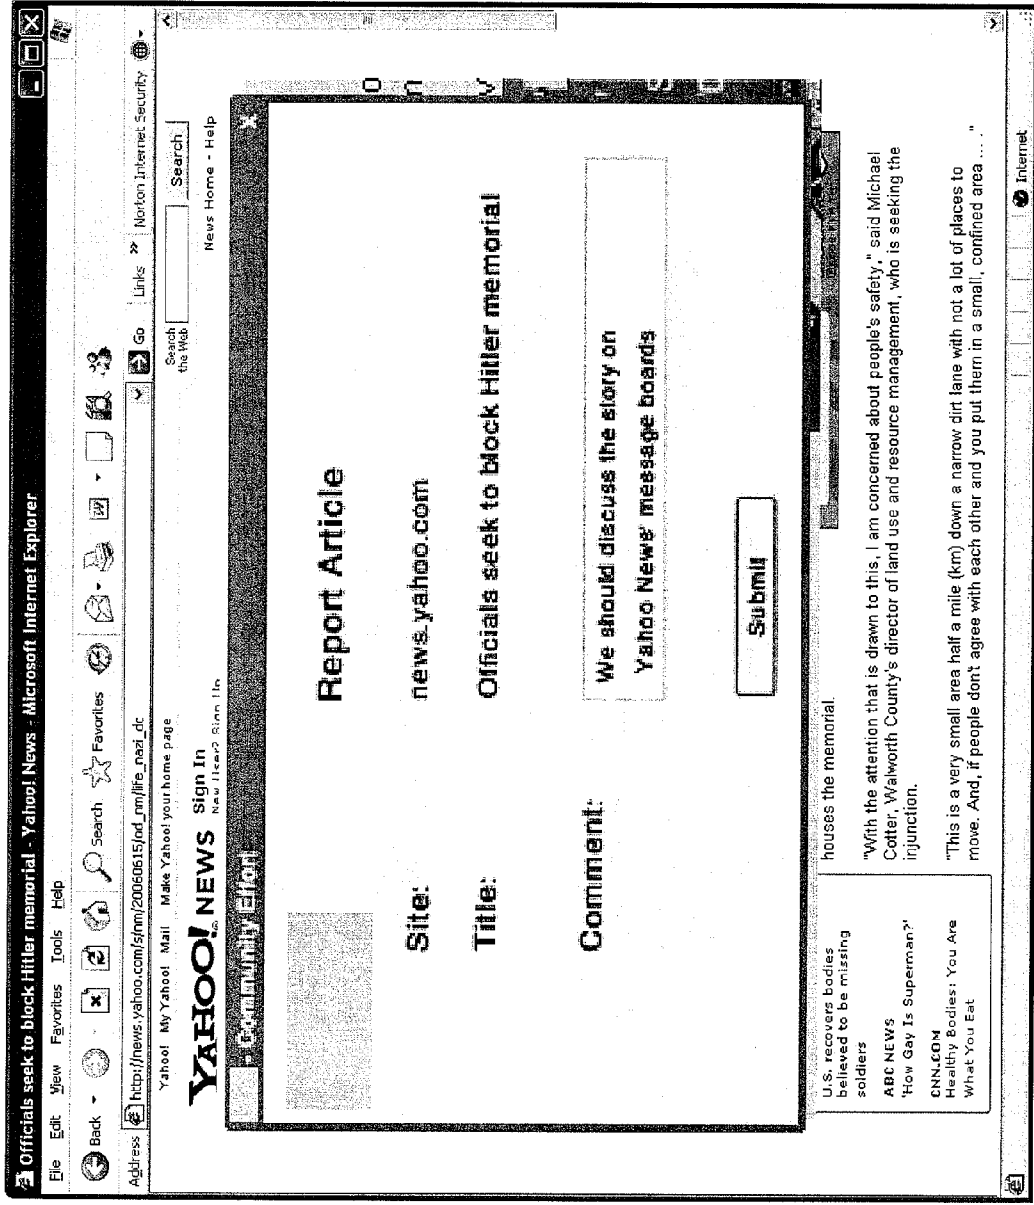 Officials seek to block Hitler memorial - Yahoo! News - Microsoft Internet Explorer
File Edit View Favorites Tools Help
Back Search Favorites
Address http://news.yahoo.com/s/nm/20060615/od_nm/life_nazi_dc Go Links » Norton Internet Security
Yahoo! My Yahoo! Mail Make Yahoo! your home page
Search the Web
Search
YAHOO! NEWS Sign In
New User? Sign Up
News Home - Help
- Community Effort
X
Report Article
Site: news.yahoo.com
Title: Officials seek to block Hitler memorial
Comment: We should discuss the story on
Yahoo News' message boards
Submit
U.S. recovers bodies
believed to be missing
soldiers
ABC NEWS
'How Gay Is Superman?'
CNN.COM
Healthy Bodies: You Are
What You Eat
houses the memorial
"With the attention that is drawn to this, I am concerned about people's safety," said Michael
Cotter, Walworth County's director of land use and resource management, who is seeking the
injunction.
"This is a very small area half a mile (km) down a narrow dirt lane with not a lot of places to
move. And, if people don't agree with each other and you put them in a small, confined area ... ."
Internet